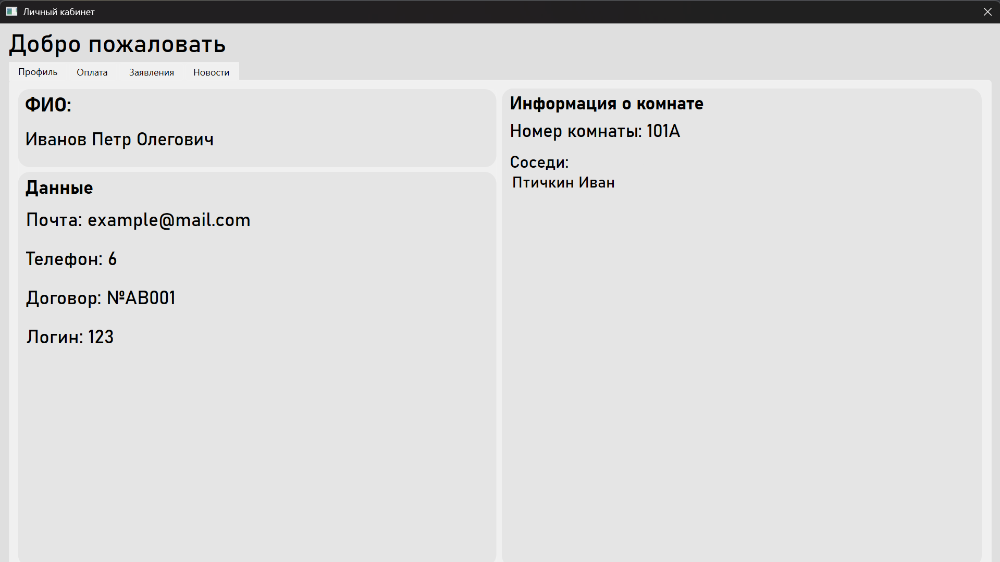 Личный кабинет
Добро пожаловать
Профиль Оплата Заявления Новости
ФИО:
Иванов Петр Олегович
Данные
Почта: example@mail.com
Телефон: 6
Договор: №АВ001
Логин: 123
Информация о комнате
Номер комнаты: 101А
Соседи:
Птичкин Иван